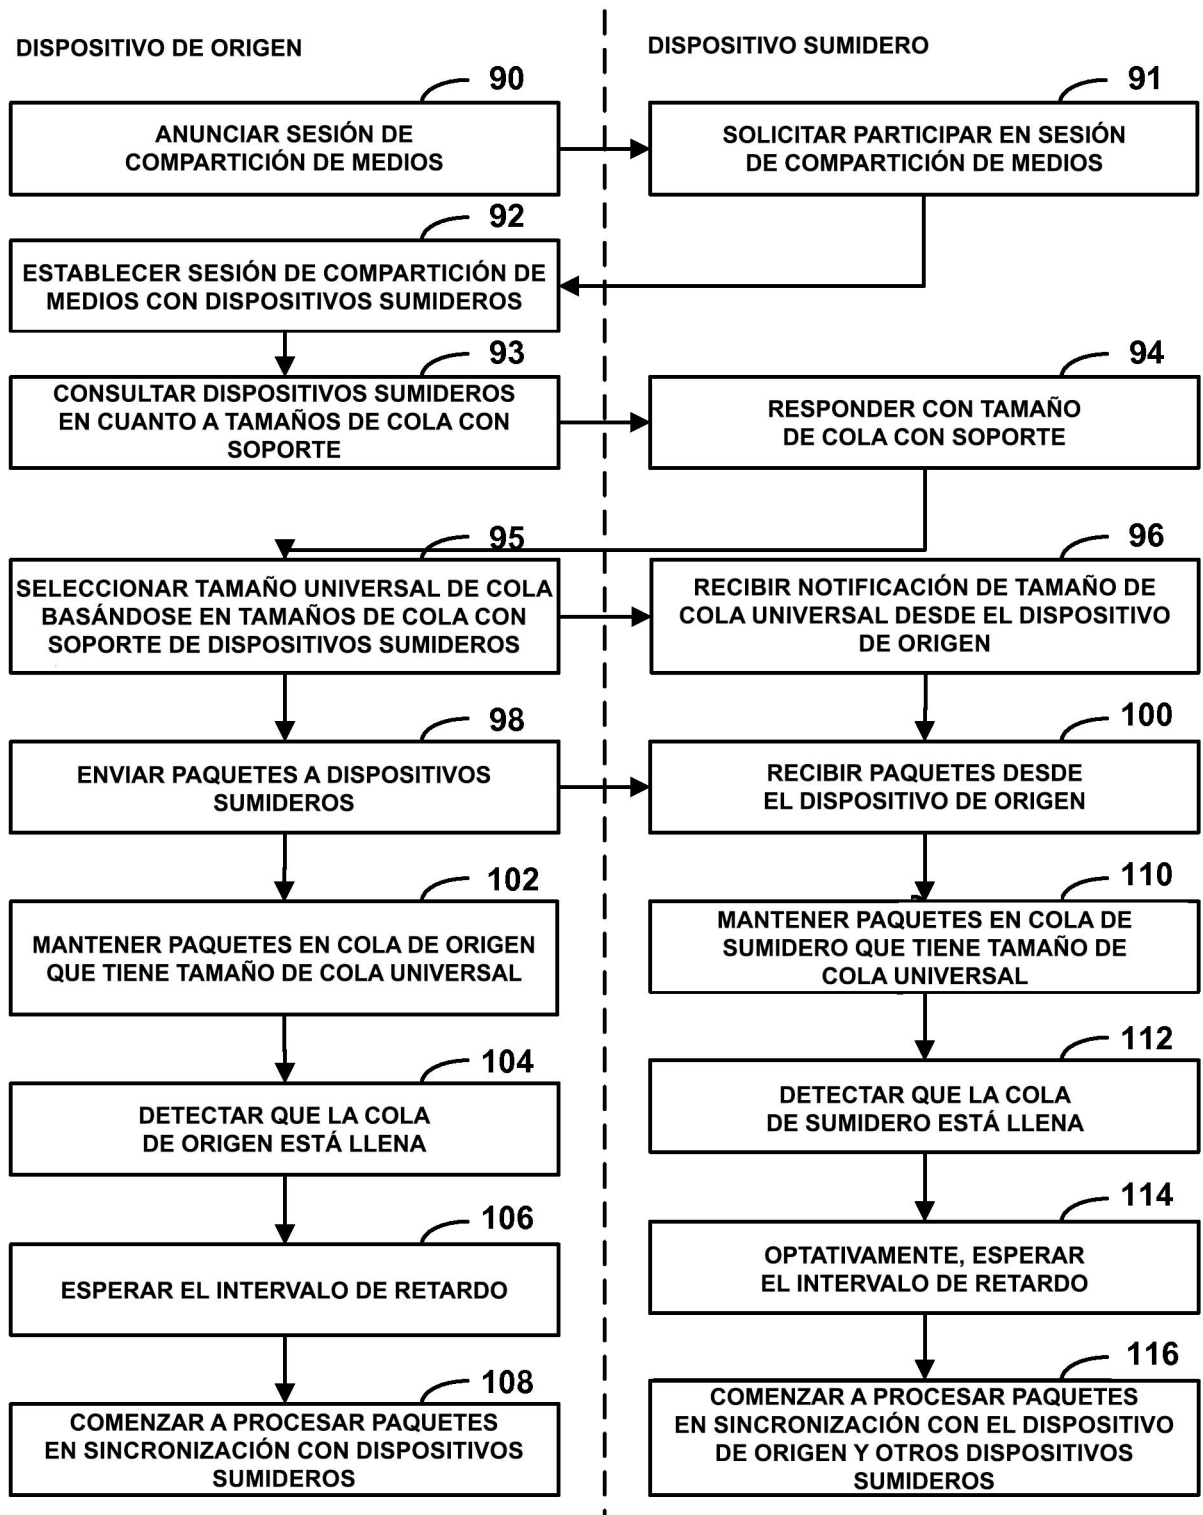 DISPOSITIVO DE ORIGEN
DISPOSITIVO SUMIDERO
90
ANUNCIAR SESIÓN DE
COMPARTICIÓN DE MEDIOS
91
SOLICITAR PARTICIPAR EN SESIÓN
DE COMPARTICIÓN DE MEDIOS
92
ESTABLECER SESIÓN DE COMPARTICIÓN DE
MEDIOS CON DISPOSITIVOS SUMIDEROS
93
CONSULTAR DISPOSITIVOS SUMIDEROS
EN CUANTO A TAMAÑOS DE COLA CON
SOPORTE
94
RESPONDER CON TAMAÑO
DE COLA CON SOPORTE
95
SELECCIONAR TAMAÑO UNIVERSAL DE COLA
BASÁNDOSE EN TAMAÑOS DE COLA CON
SOPORTE DE DISPOSITIVOS SUMIDEROS
96
RECIBIR NOTIFICACIÓN DE TAMAÑO DE
COLA UNIVERSAL DESDE EL DISPOSITIVO
DE ORIGEN
98
ENVIAR PAQUETES A DISPOSITIVOS
SUMIDEROS
100
RECIBIR PAQUETES DESDE
EL DISPOSITIVO DE ORIGEN
102
MANTENER PAQUETES EN COLA DE ORIGEN
QUE TIENE TAMAÑO DE COLA UNIVERSAL
110
MANTENER PAQUETES EN COLA DE
SUMIDERO QUE TIENE TAMAÑO DE
COLA UNIVERSAL
104
DETECTAR QUE LA COLA
DE ORIGEN ESTÁ LLENA
112
DETECTAR QUE LA COLA
DE SUMIDERO ESTÁ LLENA
106
ESPERAR EL INTERVALO DE RETARDO
114
OPTATIVAMENTE, ESPERAR
EL INTERVALO DE RETARDO
108
COMENZAR A PROCESAR PAQUETES
EN SINCRONIZACIÓN CON DISPOSITIVOS
SUMIDEROS
116
COMENZAR A PROCESAR PAQUETES
EN SINCRONIZACIÓN CON EL DISPOSITIVO
DE ORIGEN Y OTROS DISPOSITIVOS
SUMIDEROS